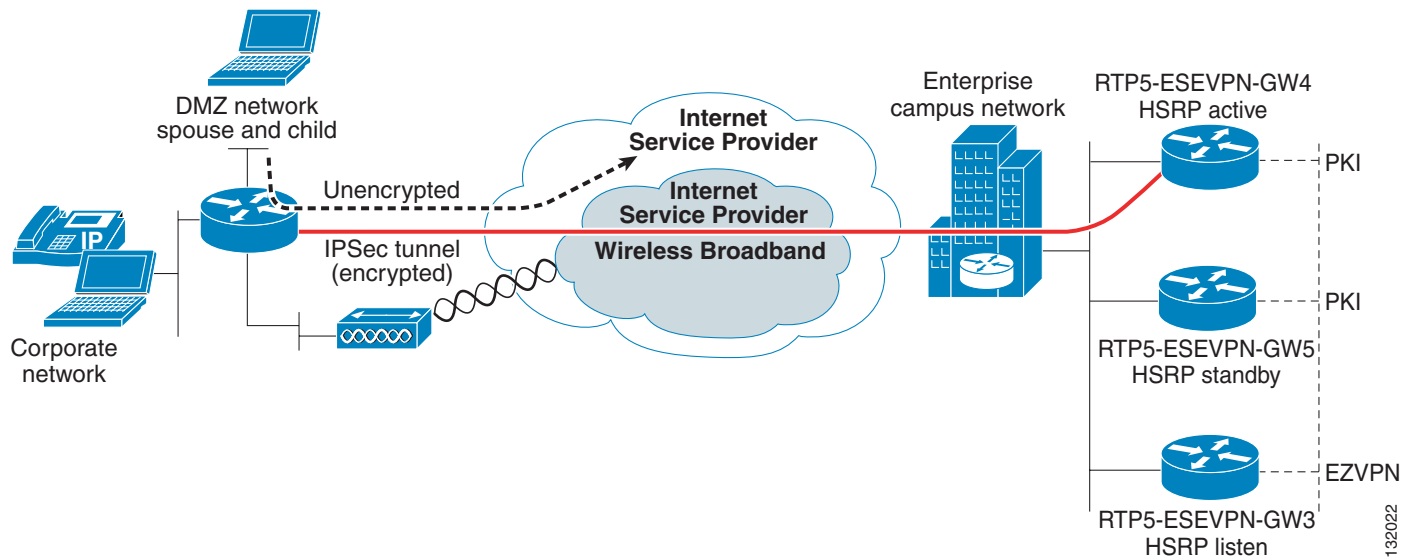 DMZ network
spouse and child
Unencrypted
IPSec tunnel
(encrypted)
IP
Corporate
network
Internet
Service Provider
Internet
Service Provider
Wireless Broadband
Enterprise
campus network
RTP5-ESEVPN-GW4
HSRP active
PKI
PKI
RTP5-ESEVPN-GW5
HSRP standby
EZVPN
RTP5-ESEVPN-GW3
HSRP listen
132022